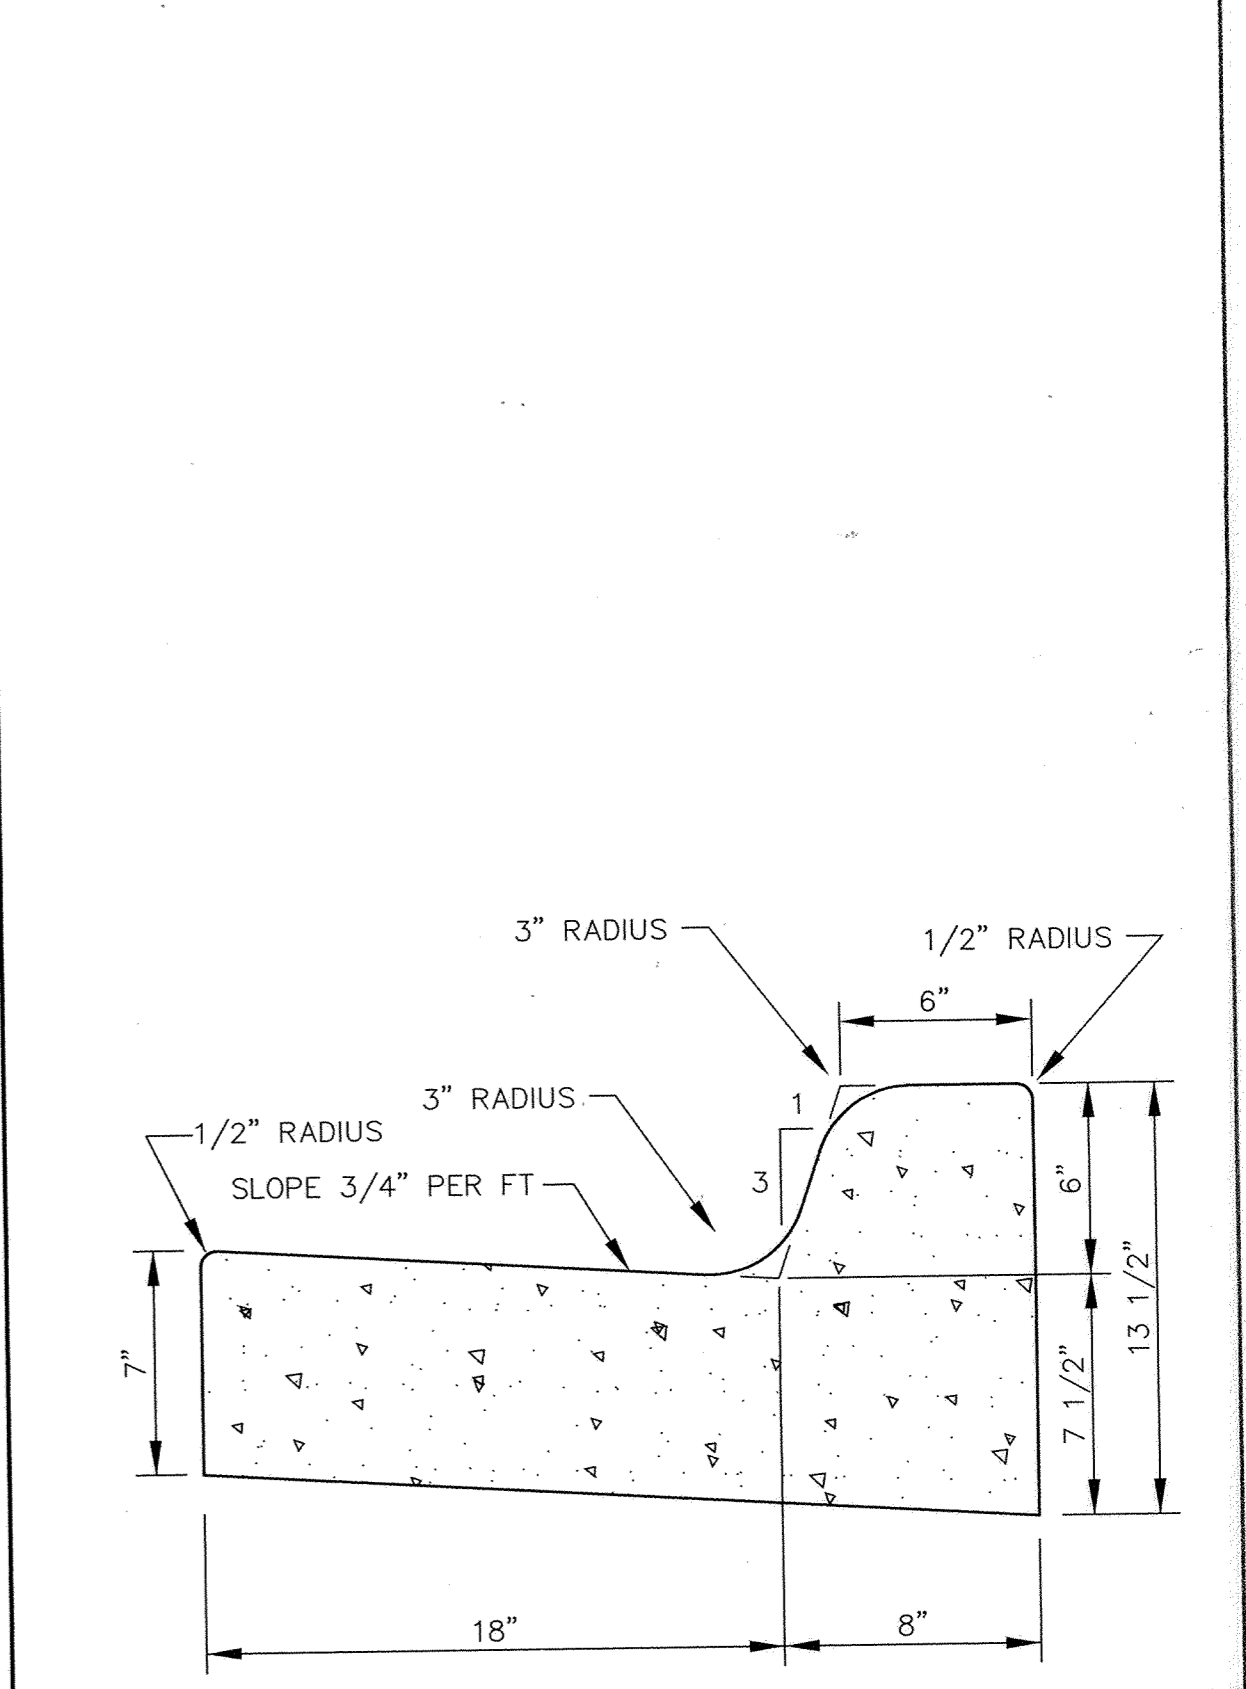 3” RADIUS
1/2” RADIUS
6”
3” RADIUS
1
1/2” RADIUS
3
6”
SLOPE 3/4” PER FT
13 1/2”
7”
7 1/2”
18”
8”